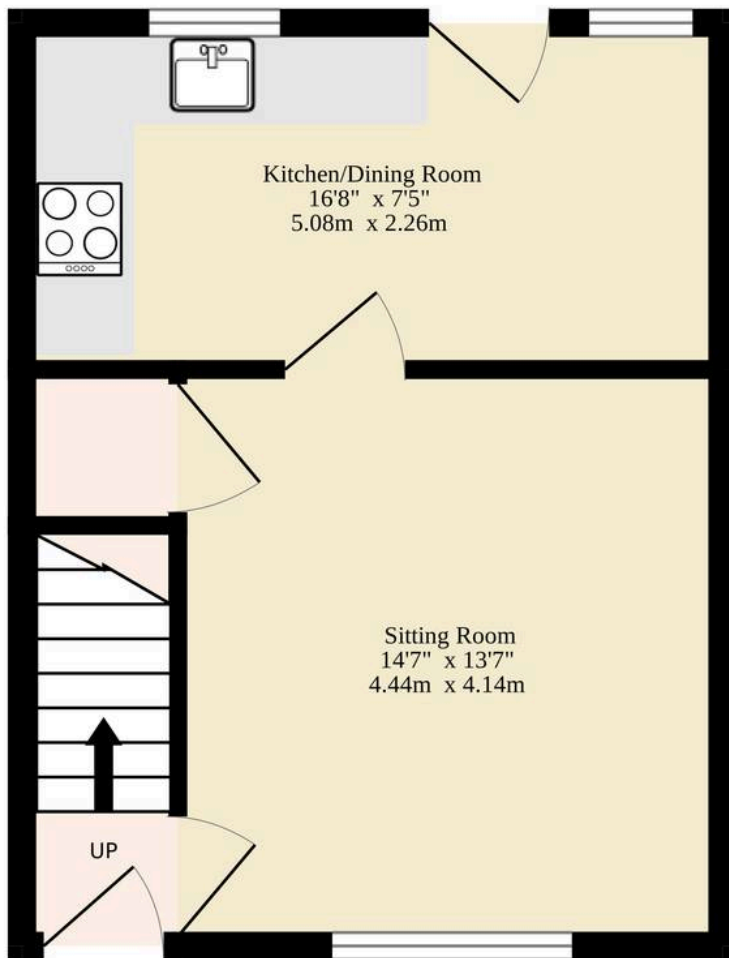 Kitchen/Dining Room
16'8" x 7'5"
5.08m x 2.26m
Sitting Room
14'7" x 13'7"
4.44m x 4.14m
UP